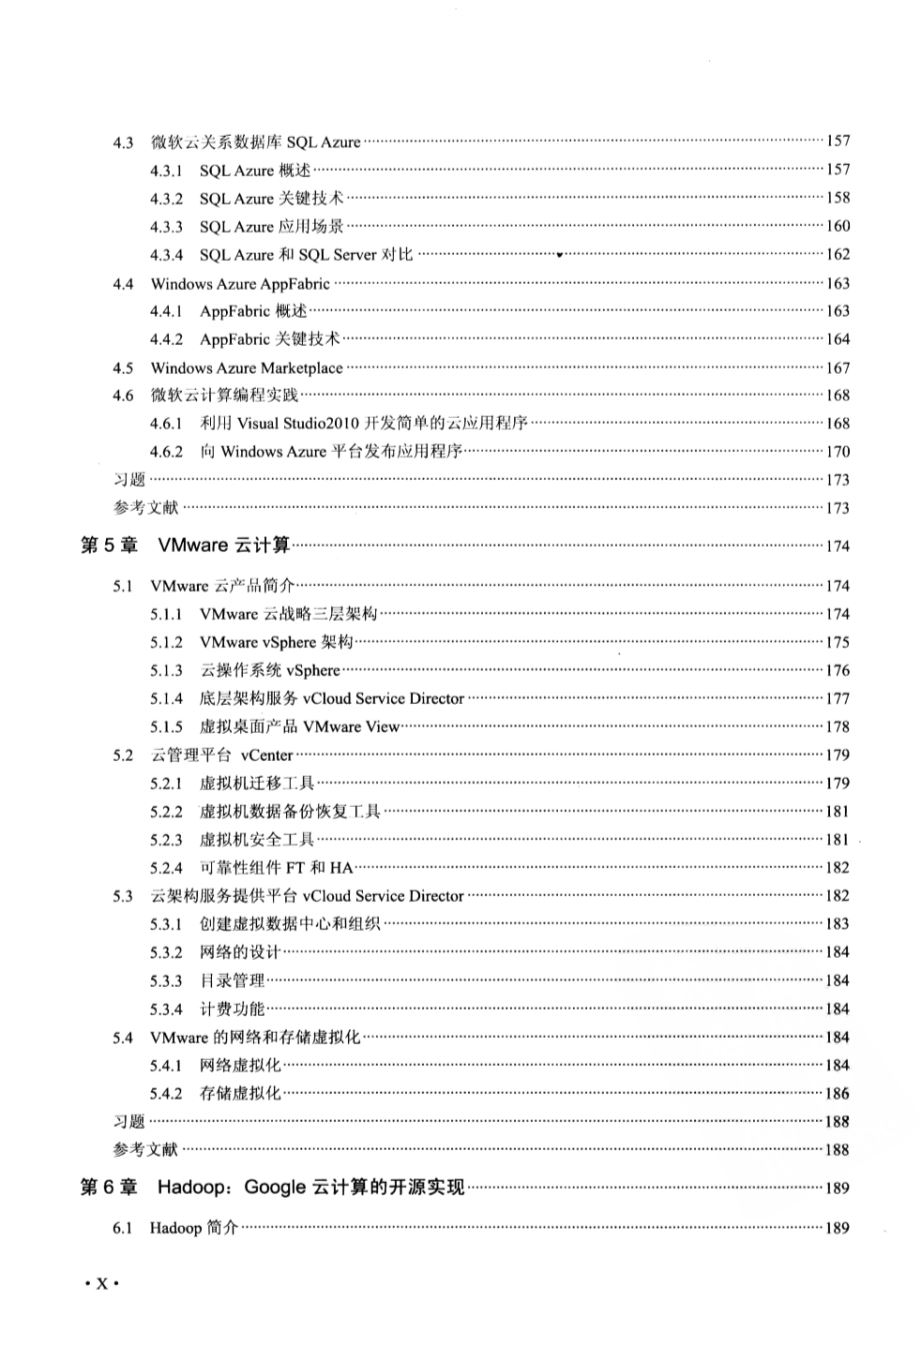 4.3 微软云关系数据库 SQL Azure 157
4.3.1 SQL Azure 概述 157
4.3.2 SQL Azure 关键技术 158
4.3.3 SQL Azure 应用场景 160
4.3.4 SQL Azure 和 SQL Server 对比 162
4.4 Windows Azure AppFabric 163
4.4.1 AppFabric 概述 163
4.4.2 AppFabric 关键技术 164
4.5 Windows Azure Marketplace 167
4.6 微软云计算编程实践 168
4.6.1 利用 Visual Studio2010 开发简单的云应用程序 168
4.6.2 向 Windows Azure 平台发布应用程序 170
习题 173
参考文献 173
第 5 章 VMware 云计算 174
5.1 VMware 云产品简介 174
5.1.1 VMware 云战略三层架构 174
5.1.2 VMware vSphere 架构 175
5.1.3 云操作系统 vSphere 176
5.1.4 底层架构服务 vCloud Service Director 177
5.1.5 虚拟桌面产品 VMware View 178
5.2 云管理平台 vCenter 179
5.2.1 虚拟机迁移工具 179
5.2.2 虚拟机数据备份恢复工具 181
5.2.3 虚拟机安全工具 181
5.2.4 可靠性组件 FT 和 HA 182
5.3 云架构服务提供平台 vCloud Service Director 182
5.3.1 创建虚拟数据中心和组织 183
5.3.2 网络的设计 184
5.3.3 目录管理 184
5.3.4 计费功能 184
5.4 VMware 的网络和存储虚拟化 184
5.4.1 网络虚拟化 184
5.4.2 存储虚拟化 186
习题 188
参考文献 188
第 6 章 Hadoop：Google 云计算的开源实现 189
6.1 Hadoop 简介 189
· X ·